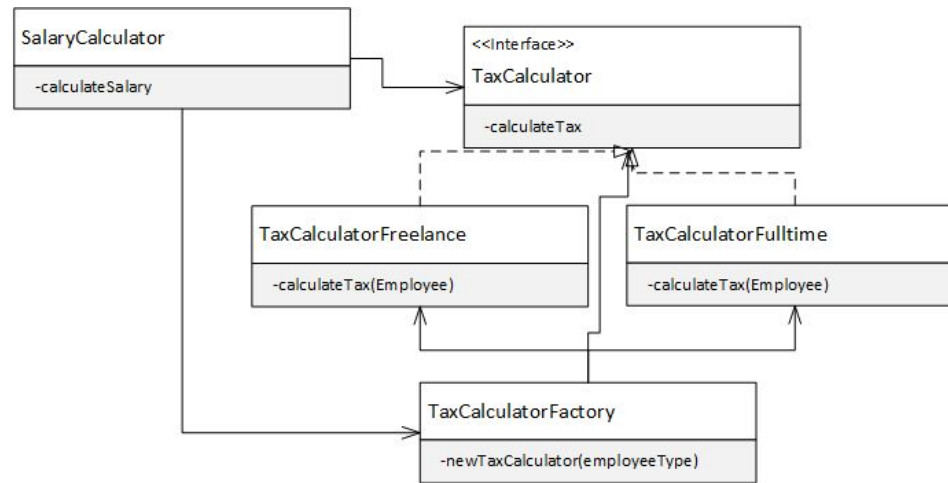 SalaryCalculator
-calculateSalary
<<Interface>>
TaxCalculator
-calculateTax
TaxCalculatorFreelance
-calculateTax(Employee)
TaxCalculatorFulltime
-calculateTax(Employee)
TaxCalculatorFactory
-newTaxCalculator(employeeType)